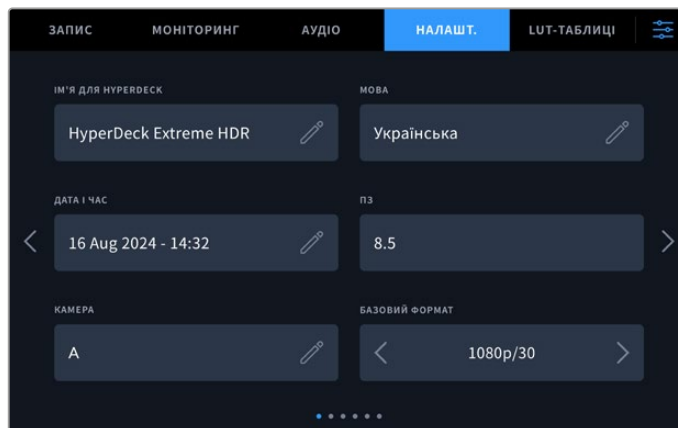 ЗАПИС МОНІТОРИНГ АУДІО НАЛАШТ. LUT-ТАБЛИЦІ
ІМ'Я ДЛЯ HYPERDECK МОВА
HyperDeck Extreme HDR Українська
ДАТА І ЧАС ПЗ
16 Aug 2024 - 14:32 8.5
КАМЕРА БАЗОВИЙ ФОРМАТ
A 1080p/30